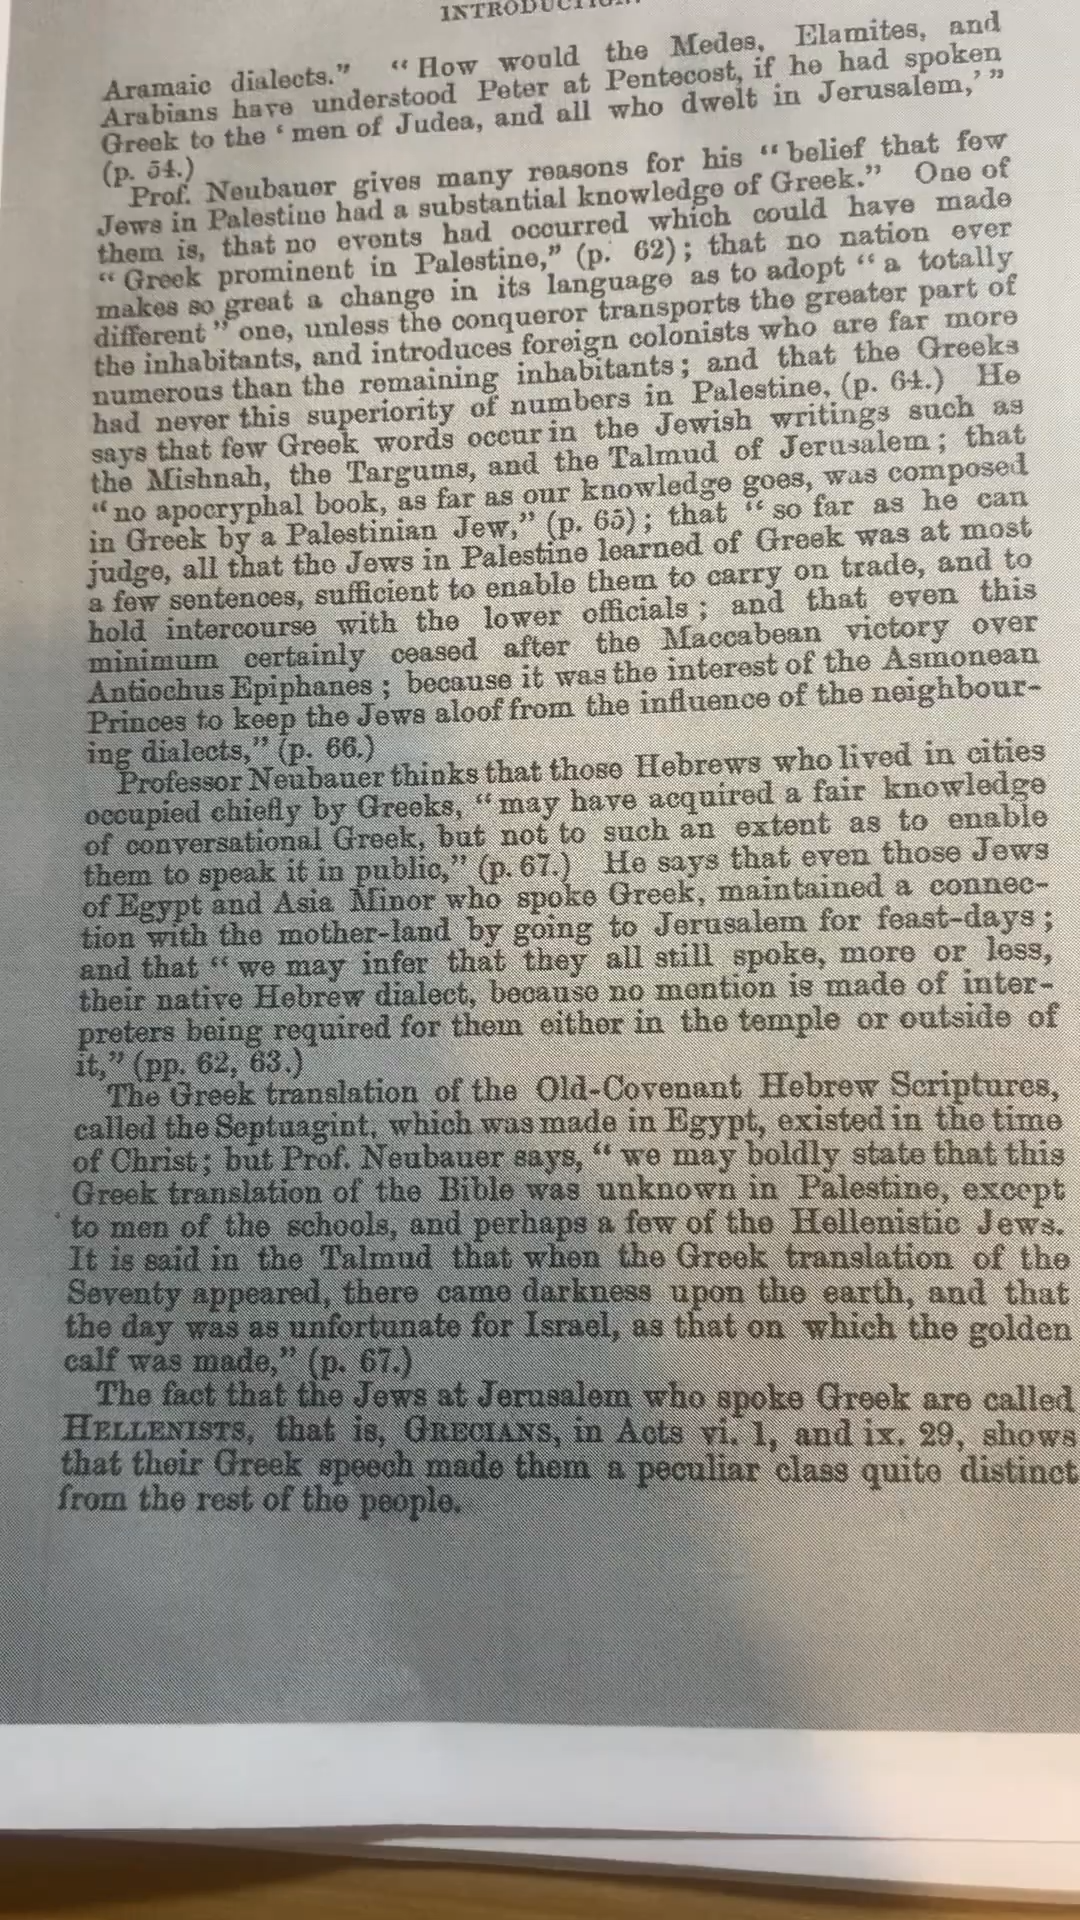 INTRODUCTION.
Aramaic dialects." "How would the Medes, Elamites, and
Arabians have understood Peter at Pentecost, if he had spoken
Greek to the ‘men of Judea, and all who dwelt in Jerusalem,’”
(p. 54.)
Prof. Neubauer gives many reasons for his “belief that few
Jews in Palestine had a substantial knowledge of Greek.” One of
them is, that no events had occurred which could have made
“Greek prominent in Palestine,” (p. 62); that no nation ever
makes so great a change in its language as to adopt “a totally
different” one, unless the conqueror transports the greater part of
the inhabitants, and introduces foreign colonists who are far more
numerous than the remaining inhabitants; and that the Greeks
had never this superiority of numbers in Palestine, (p. 64.) He
says that few Greek words occur in the Jewish writings such as
the Mishnah, the Targums, and the Talmud of Jerusalem; that
“no apocryphal book, as far as our knowledge goes, was composed
in Greek by a Palestinian Jew,” (p. 65); that “so far as he can
judge, all that the Jews in Palestine learned of Greek was at most
a few sentences, sufficient to enable them to carry on trade, and to
hold intercourse with the lower officials; and that even this
minimum certainly ceased after the Maccabean victory over
Antiochus Epiphanes; because it was the interest of the Asmonean
Princes to keep the Jews aloof from the influence of the neighbour-
ing dialects,” (p. 66.)
Professor Neubauer thinks that those Hebrews who lived in cities
occupied chiefly by Greeks, “may have acquired a fair knowledge
of conversational Greek, but not to such an extent as to enable
them to speak it in public,” (p. 67.) He says that even those Jews
of Egypt and Asia Minor who spoke Greek, maintained a connec-
tion with the mother-land by going to Jerusalem for feast-days;
and that “we may infer that they all still spoke, more or less,
their native Hebrew dialect, because no mention is made of inter-
preters being required for them either in the temple or outside of
it,” (pp. 62, 63.)
The Greek translation of the Old-Covenant Hebrew Scriptures,
called the Septuagint, which was made in Egypt, existed in the time
of Christ; but Prof. Neubauer says, “we may boldly state that this
Greek translation of the Bible was unknown in Palestine, except
to men of the schools, and perhaps a few of the Hellenistic Jews.
It is said in the Talmud that when the Greek translation of the
Seventy appeared, there came darkness upon the earth, and that
the day was as unfortunate for Israel, as that on which the golden
calf was made,” (p. 67.)
The fact that the Jews at Jerusalem who spoke Greek are called
HELLENISTS, that is, GRECIANS, in Acts vi. 1, and ix. 29, shows
that their Greek speech made them a peculiar class quite distinct
from the rest of the people.